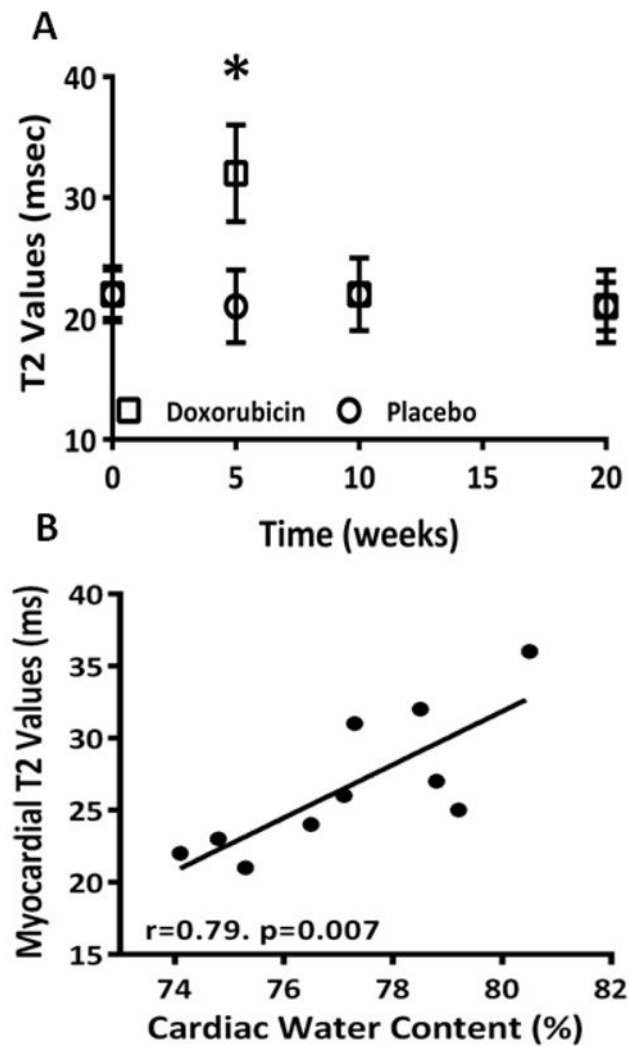 A
*
T2 Values (msec)
40
30
20
10
Doxorubicin Placebo
0 5 10 15 20
Time (weeks)
B
Myocardial T2 Values (ms)
40
35
30
25
20
15
r=0.79. p=0.007
74 76 78 80 82
Cardiac Water Content (%)